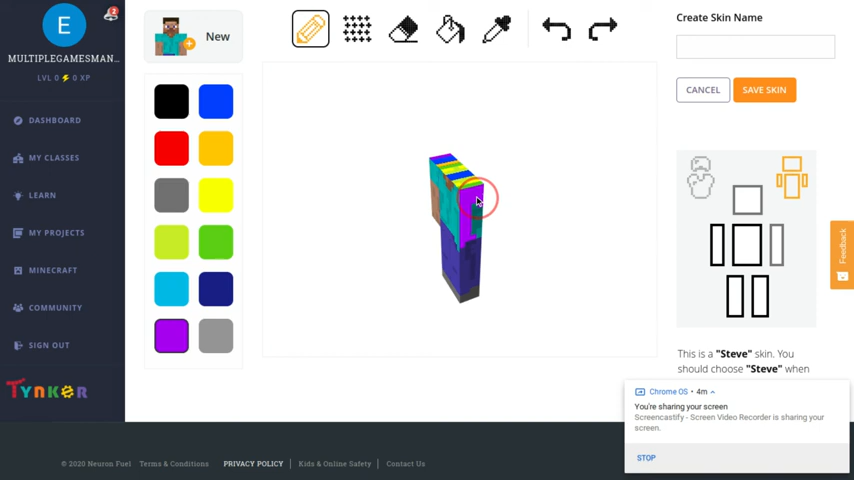 E
2
MULTIPLEGAMESMAN...
LVL 0 0 XP
DASHBOARD
MY CLASSES
LEARN
MY PROJECTS
MINECRAFT
COMMUNITY
SIGN OUT
TYNKER
New
Create Skin Name
CANCEL
SAVE SKIN
Feedback
This is a "Steve" skin. You
should choose "Steve" when
Chrome OS • 4m
You're sharing your screen
Screencastify - Screen Video Recorder is sharing your
screen.
STOP
© 2020 Neuron Fuel
Terms & Conditions
PRIVACY POLICY
Kids & Online Safety
Contact Us